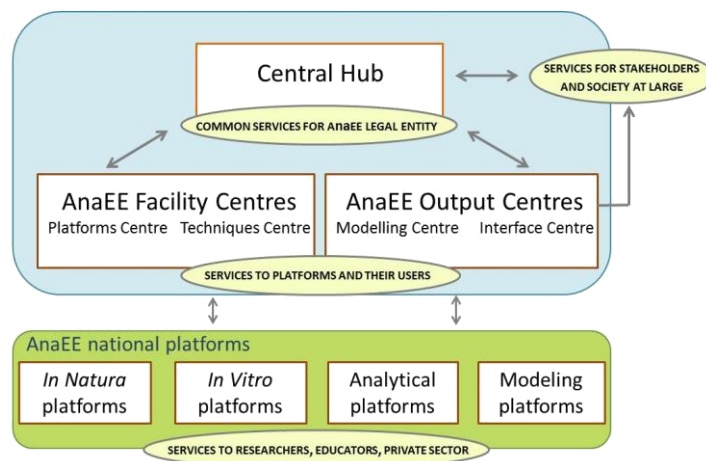 Central Hub
SERVICES FOR STAKEHOLDERS
AND SOCIETY AT LARGE
COMMON SERVICES FOR AnaEE LEGAL ENTITY
AnaEE Facility Centres
Platforms Centre Techniques Centre
AnaEE Output Centres
Modelling Centre Interface Centre
SERVICES TO PLATFORMS AND THEIR USERS
AnaEE national platforms
In Natura
platforms
In Vitro
platforms
Analytical
platforms
Modeling
platforms
SERVICES TO RESEARCHERS, EDUCATORS, PRIVATE SECTOR